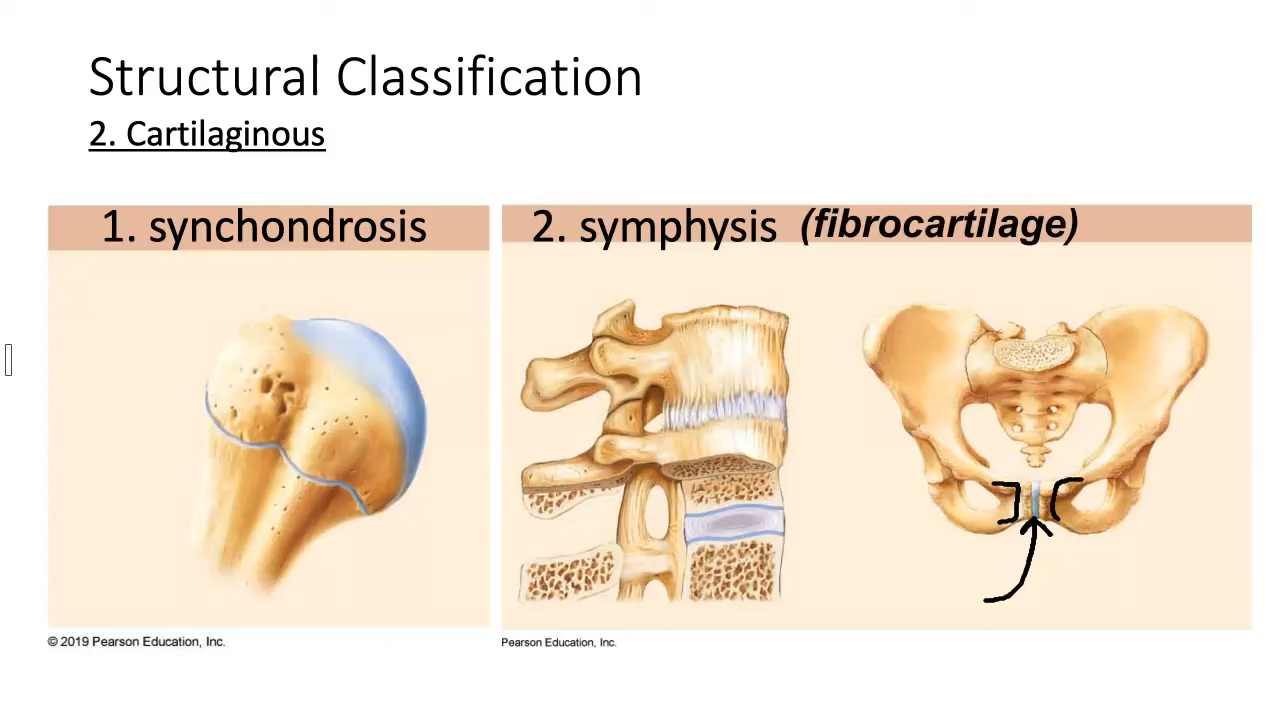 Structural Classification
2. Cartilaginous
1. synchondrosis
2. symphysis (fibrocartilage)
© 2019 Pearson Education, Inc.
Pearson Education, Inc.